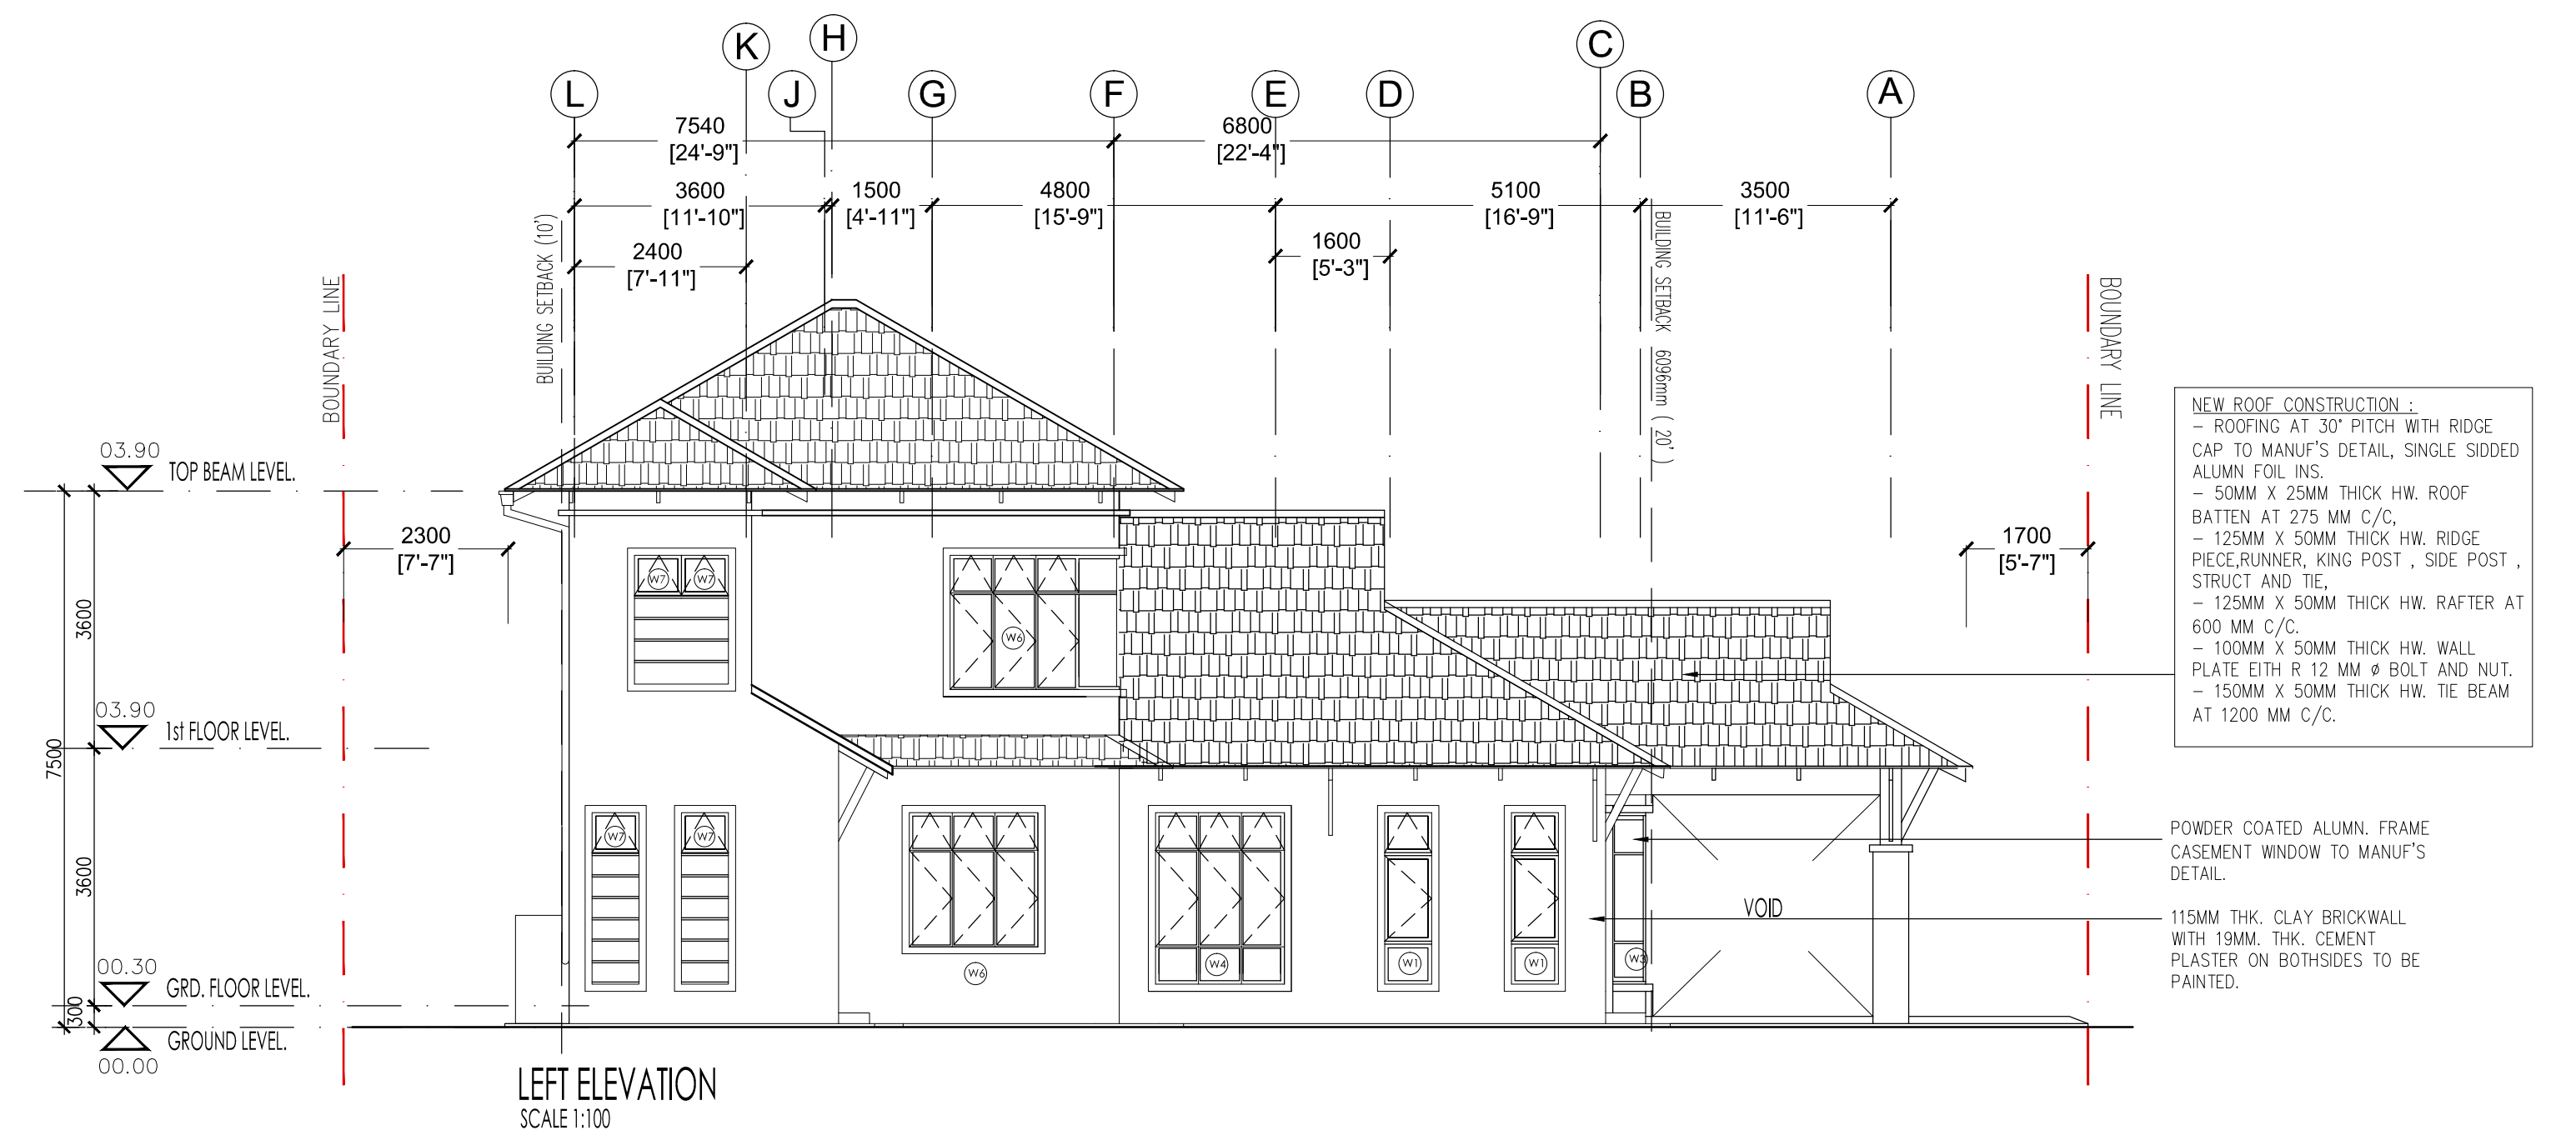 K
H
C
L
J
G
F
E
D
B
A
7540
[24'-9"]
6800
[22'-4"]
3600
[11'-10"]
1500
[4'-11"]
4800
[15'-9"]
5100
[16'-9"]
3500
[11'-6"]
2400
[7'-11"]
1600
[5'-3"]
BUILDING SETBACK (10')
BUILDING SETBACK 6096mm ( 20' )
BOUNDARY LINE
BOUNDARY LINE
03.90
TOP BEAM LEVEL.
2300
[7'-7"]
1700
[5'-7"]
3600
03.90
1st FLOOR LEVEL.
7500
3600
00.30
GRD. FLOOR LEVEL.
300
GROUND LEVEL.
00.00
W7
W7
W6
W7
W7
W6
W4
W1
W1
W3
VOID
NEW ROOF CONSTRUCTION :
- ROOFING AT 30° PITCH WITH RIDGE
CAP TO MANUF'S DETAIL, SINGLE SIDDED
ALUMN FOIL INS.
- 50MM X 25MM THICK HW. ROOF
BATTEN AT 275 MM C/C,
- 125MM X 50MM THICK HW. RIDGE
PIECE,RUNNER, KING POST , SIDE POST ,
STRUCT AND TIE,
- 125MM X 50MM THICK HW. RAFTER AT
600 MM C/C.
- 100MM X 50MM THICK HW. WALL
PLATE EITH R 12 MM ø BOLT AND NUT.
- 150MM X 50MM THICK HW. TIE BEAM
AT 1200 MM C/C.
POWDER COATED ALUMN. FRAME
CASEMENT WINDOW TO MANUF'S
DETAIL.
115MM THK. CLAY BRICKWALL
WITH 19MM. THK. CEMENT
PLASTER ON BOTHSIDES TO BE
PAINTED.
LEFT ELEVATION
SCALE 1:100